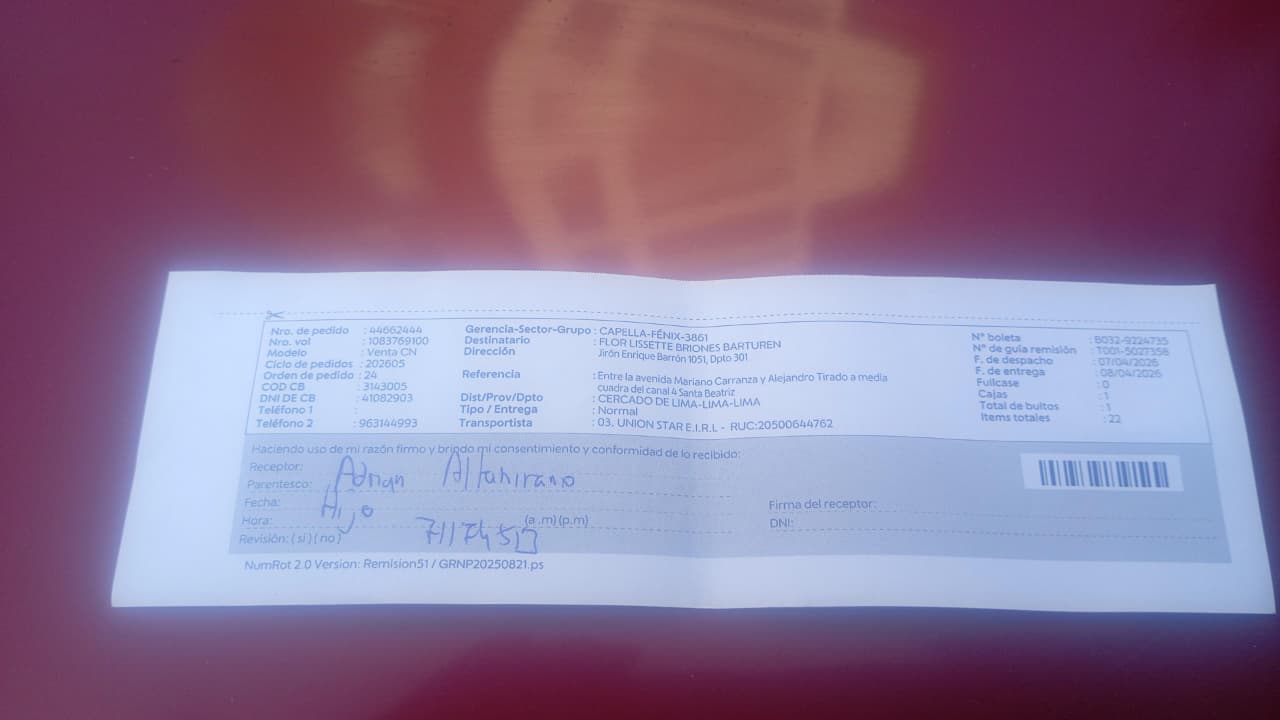 Nro. de pedido : 44662444
Nro. vol : 1083769100
Modelo : Venta CN
Ciclo de pedidos : 202605
Orden de pedido : 24
COD CB : 3143005
DNI DE CB : 41082903
Teléfono 1 :
Teléfono 2 : 963144993
Gerencia-Sector-Grupo : CAPELLA-FÉNIX-3861
Destinatario : FLOR LISSETTE BRIONES BARTUREN
Dirección Jirón Enrique Barrón 1051, Dpto 301
Referencia : Entre la avenida Mariano Carranza y Alejandro Tirado a media
cuadra del canal 4 Santa Beatriz
Dist/Prov/Dpto : CERCADO DE LIMA-LIMA-LIMA
Tipo / Entrega : Normal
Transportista : 03. UNION STAR E.I.R.L - RUC:20500644762
N° boleta : B032-9224735
N° de guía remisión : T001-5027358
F. de despacho : 07/04/2026
F. de entrega : 08/04/2026
Fullcase : 0
Cajas : 1
Total de bultos : 1
Items totales : 22
Haciendo uso de mi razón firmo y brindo mi consentimiento y conformidad de lo recibido:
Receptor: Adrian Altamirano
Parentesco: Hijo
Fecha:
Hora: (a .m) (p.m)
Revisión: ( si ) ( no )
Firma del receptor:
DNI:
NumRot 2.0 Version: Remision51 / GRNP20250821.ps